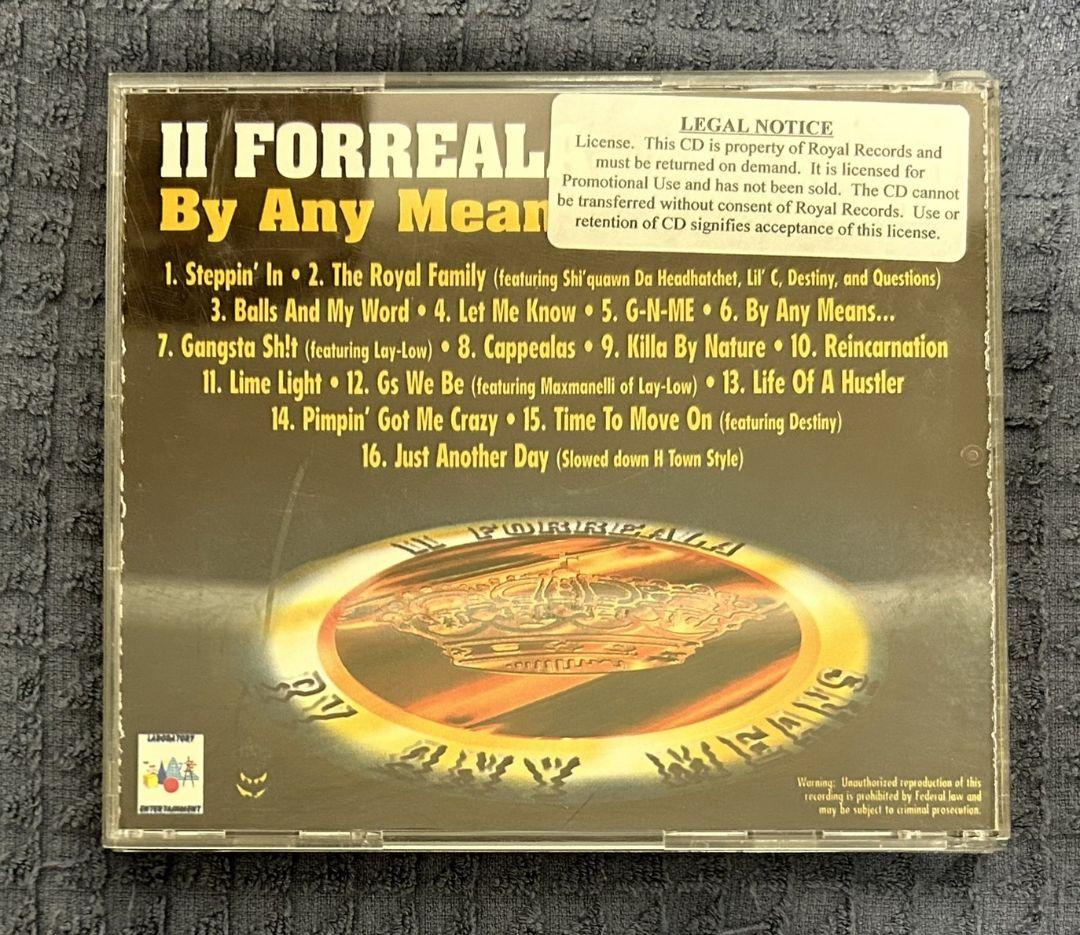 II FORREAL
By Any Mean
LEGAL NOTICE
License. This CD is property of Royal Records and
must be returned on demand. It is licensed for
Promotional Use and has not been sold. The CD cannot
be transferred without consent of Royal Records. Use or
retention of CD signifies acceptance of this license.
1. Steppin' In • 2. The Royal Family (featuring Shi'quawn Da Headhatchet, Lil' C, Destiny, and Questions)
3. Balls And My Word • 4. Let Me Know • 5. G-N-ME • 6. By Any Means...
7. Gangsta Sh!t (featuring Lay-Low) • 8. Cappealas • 9. Killa By Nature • 10. Reincarnation
11. Lime Light • 12. Gs We Be (featuring Maxmanelli of Lay-Low) • 13. Life Of A Hustler
14. Pimpin' Got Me Crazy • 15. Time To Move On (featuring Destiny)
16. Just Another Day (Slowed down H Town Style)
II FORREALA
BY ANY MEANS
LABORATORY
ENTERTAINMENT
Warning: Unauthorized reproduction of this
recording is prohibited by Federal law and
may be subject to criminal prosecution.